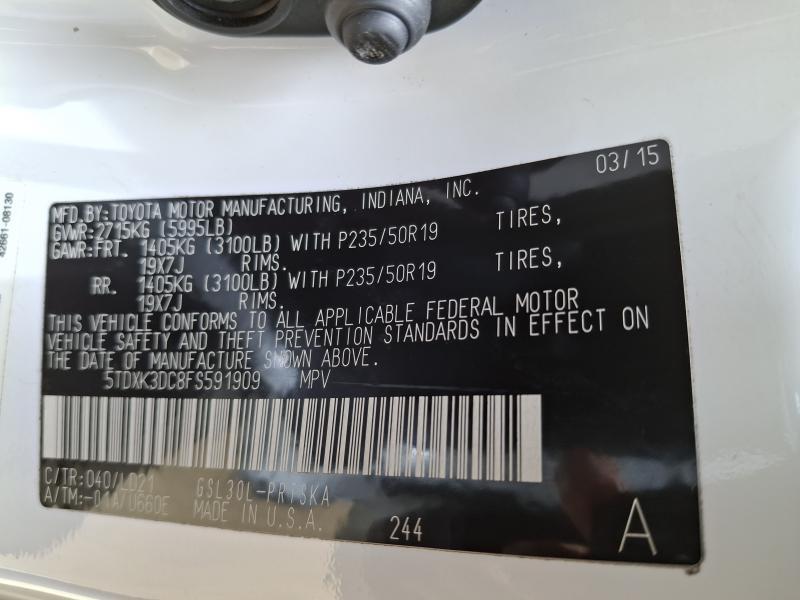 42661-08130
03/15
MFD.BY:TOYOTA MOTOR MANUFACTURING, INDIANA, INC.
GVWR:2715KG (5995LB)
GAWR:FRT. 1405KG (3100LB) WITH P235/50R19 TIRES,
19X7J RIMS.
RR. 1405KG (3100LB) WITH P235/50R19 TIRES,
19X7J RIMS.
THIS VEHICLE CONFORMS TO ALL APPLICABLE FEDERAL MOTOR
VEHICLE SAFETY AND THEFT PREVENTION STANDARDS IN EFFECT ON
THE DATE OF MANUFACTURE SHOWN ABOVE.
5TDXK3DC8FS591909 MPV
C/TR:040/LD21 GSL30L-PRTSKA
A/TM:-01A/U660E MADE IN U.S.A.
244
A